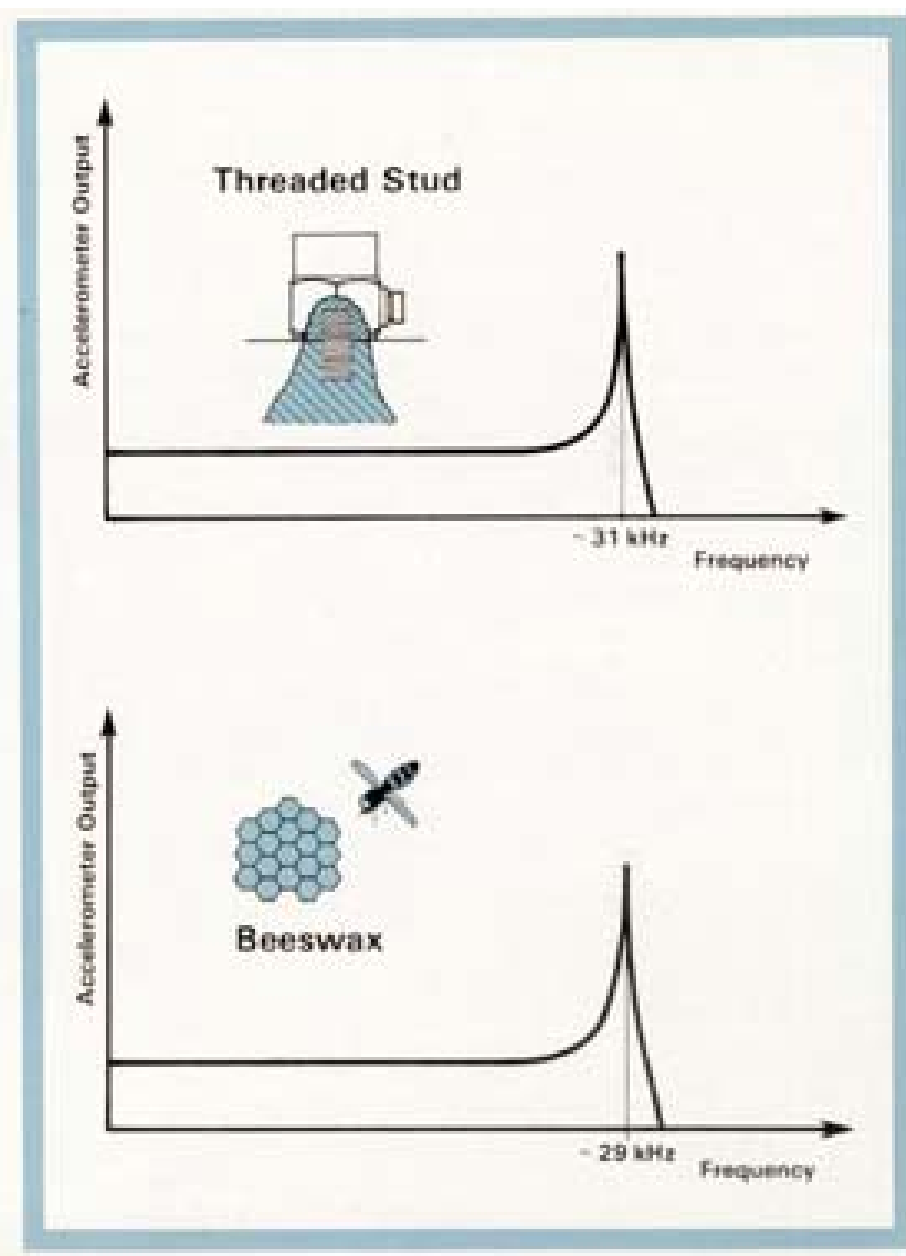 Accelerometer Output
Threaded Stud
~ 31 kHz
Frequency
Accelerometer Output
Beeswax
~ 29 kHz
Frequency